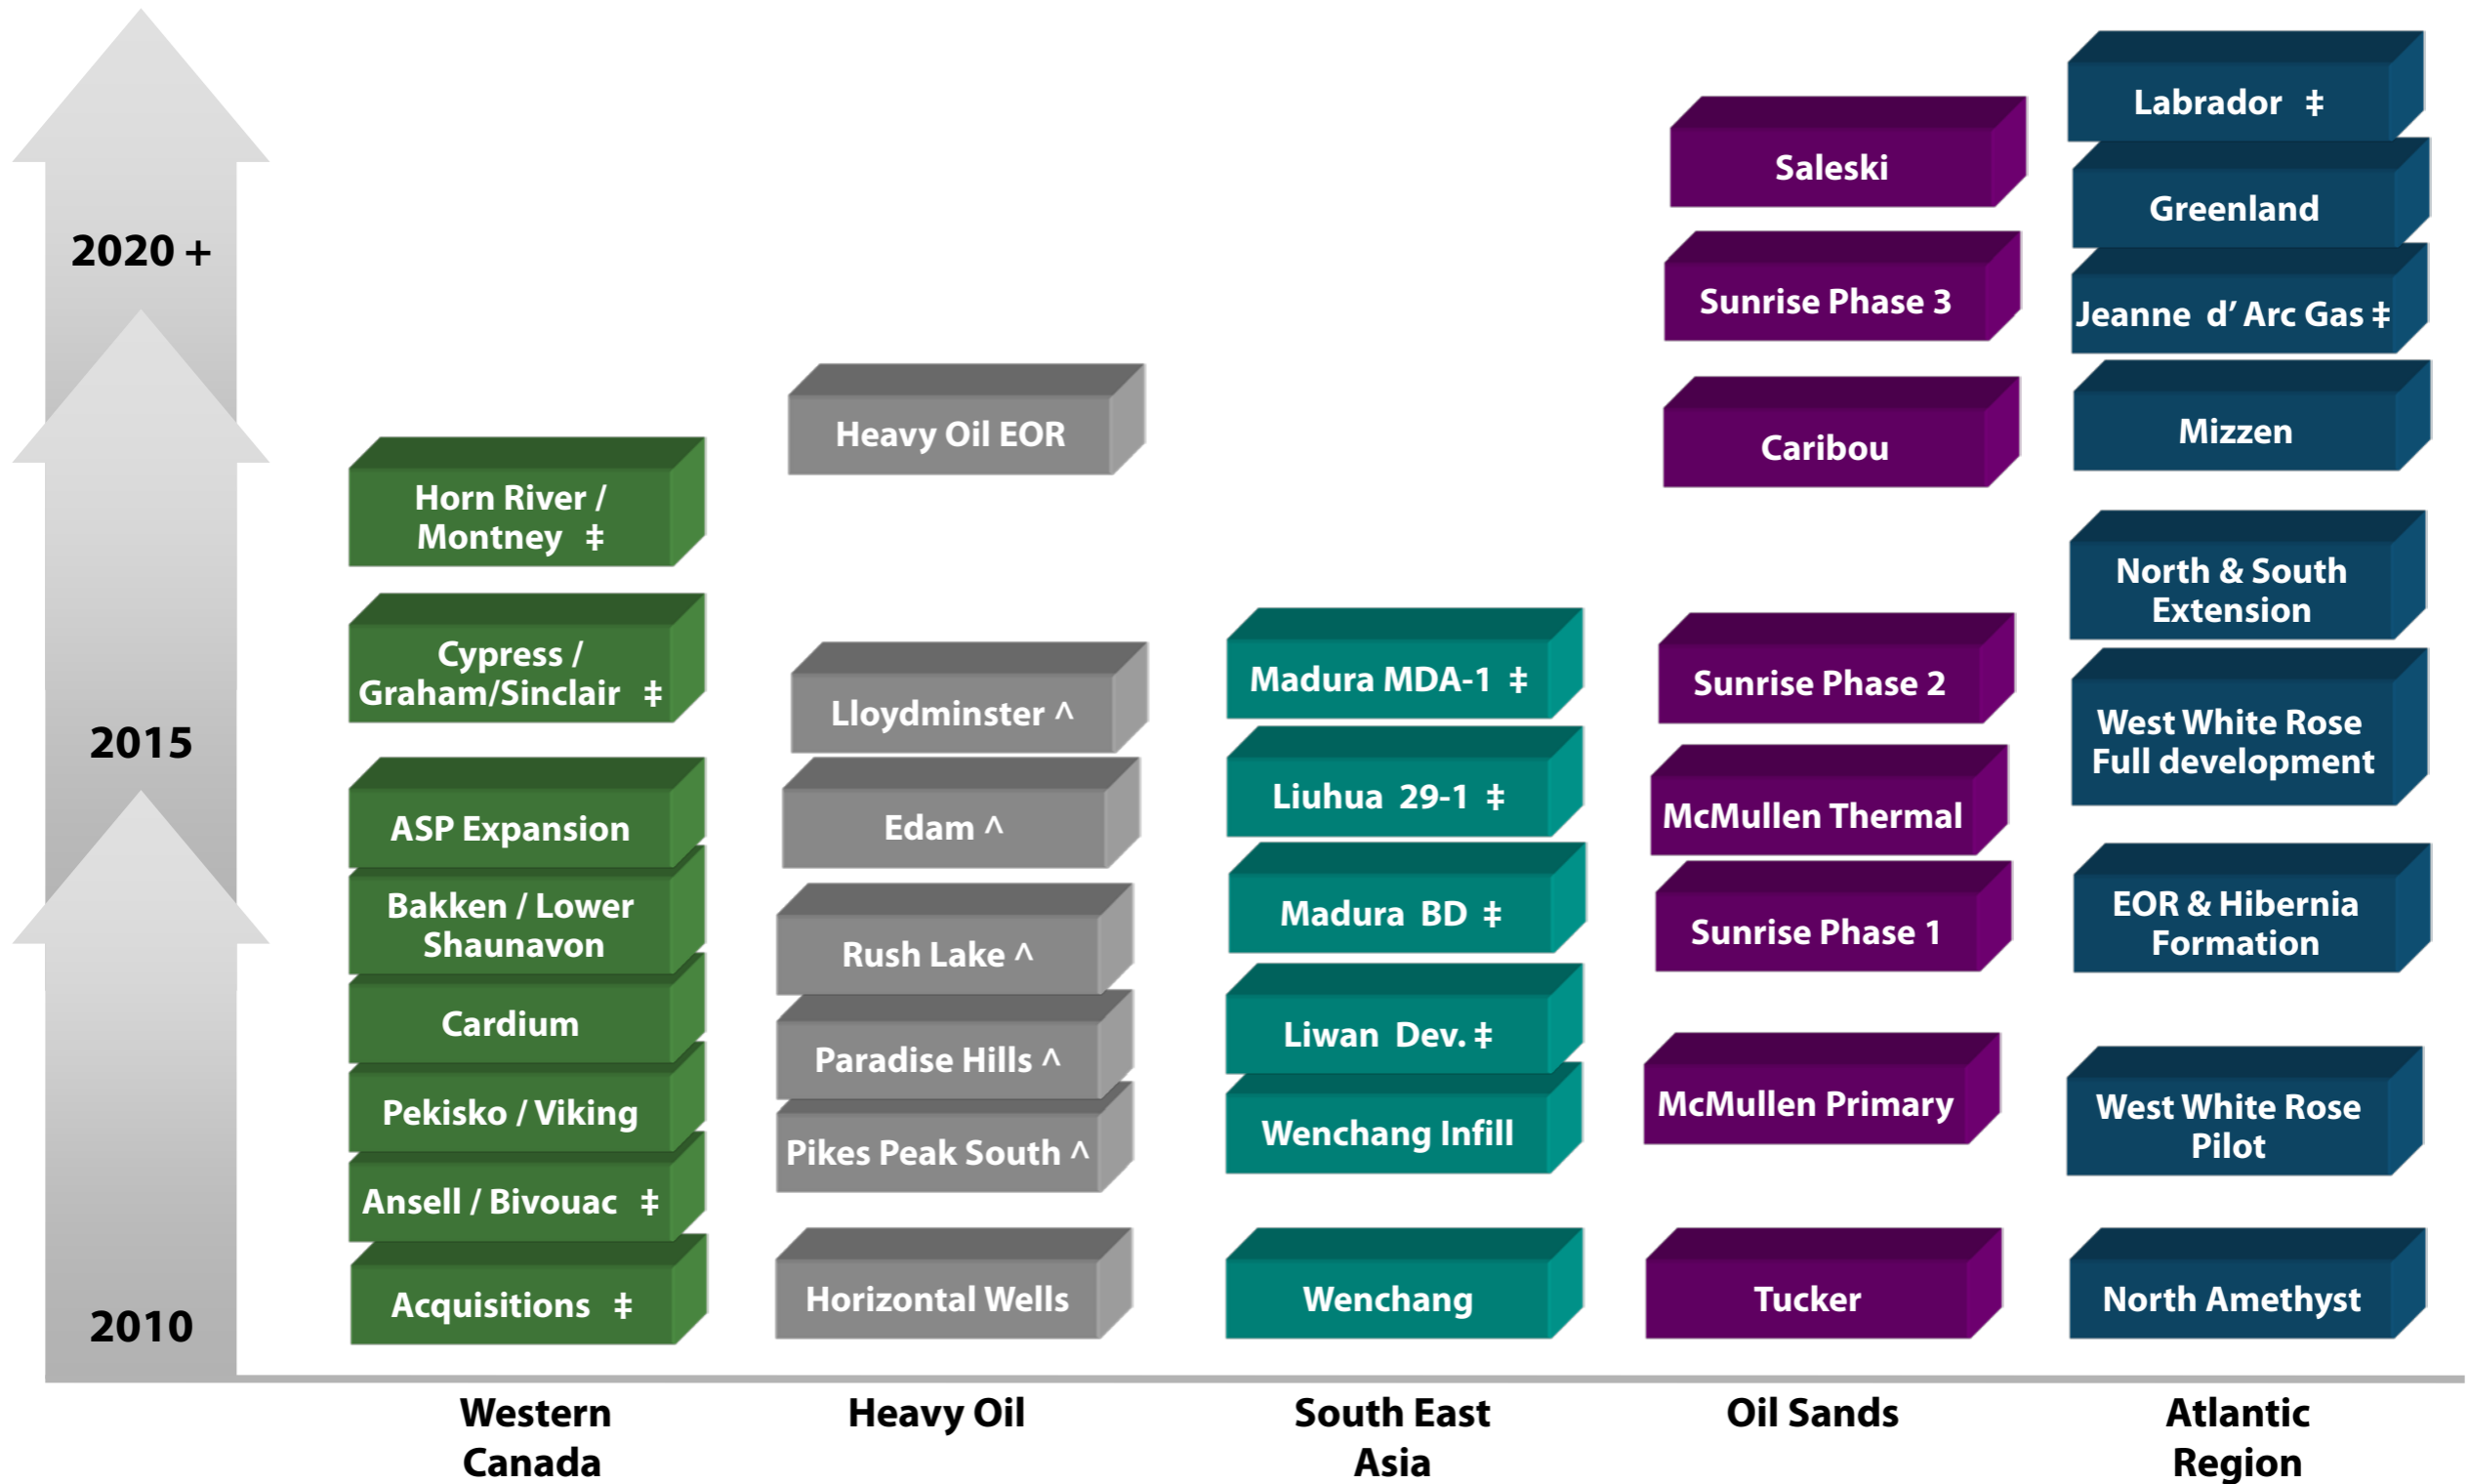 2020 +
2015
2010
Horn River /
Montney ‡
Cypress /
Graham/Sinclair ‡
ASP Expansion
Bakken / Lower
Shaunavon
Cardium
Pekisko / Viking
Ansell / Bivouac ‡
Acquisitions ‡
Western
Canada
Heavy Oil EOR
Lloydminster ^
Edam ^
Rush Lake ^
Paradise Hills ^
Pikes Peak South ^
Horizontal Wells
Heavy Oil
Madura MDA-1 ‡
Liuhua 29-1 ‡
Madura BD ‡
Liwan Dev. ‡
Wenchang Infill
Wenchang
South East
Asia
Saleski
Sunrise Phase 3
Caribou
Sunrise Phase 2
McMullen Thermal
Sunrise Phase 1
McMullen Primary
Tucker
Oil Sands
Labrador ‡
Greenland
Jeanne d’ Arc Gas ‡
Mizzen
North & South
Extension
West White Rose
Full development
EOR & Hibernia
Formation
West White Rose
Pilot
North Amethyst
Atlantic
Region